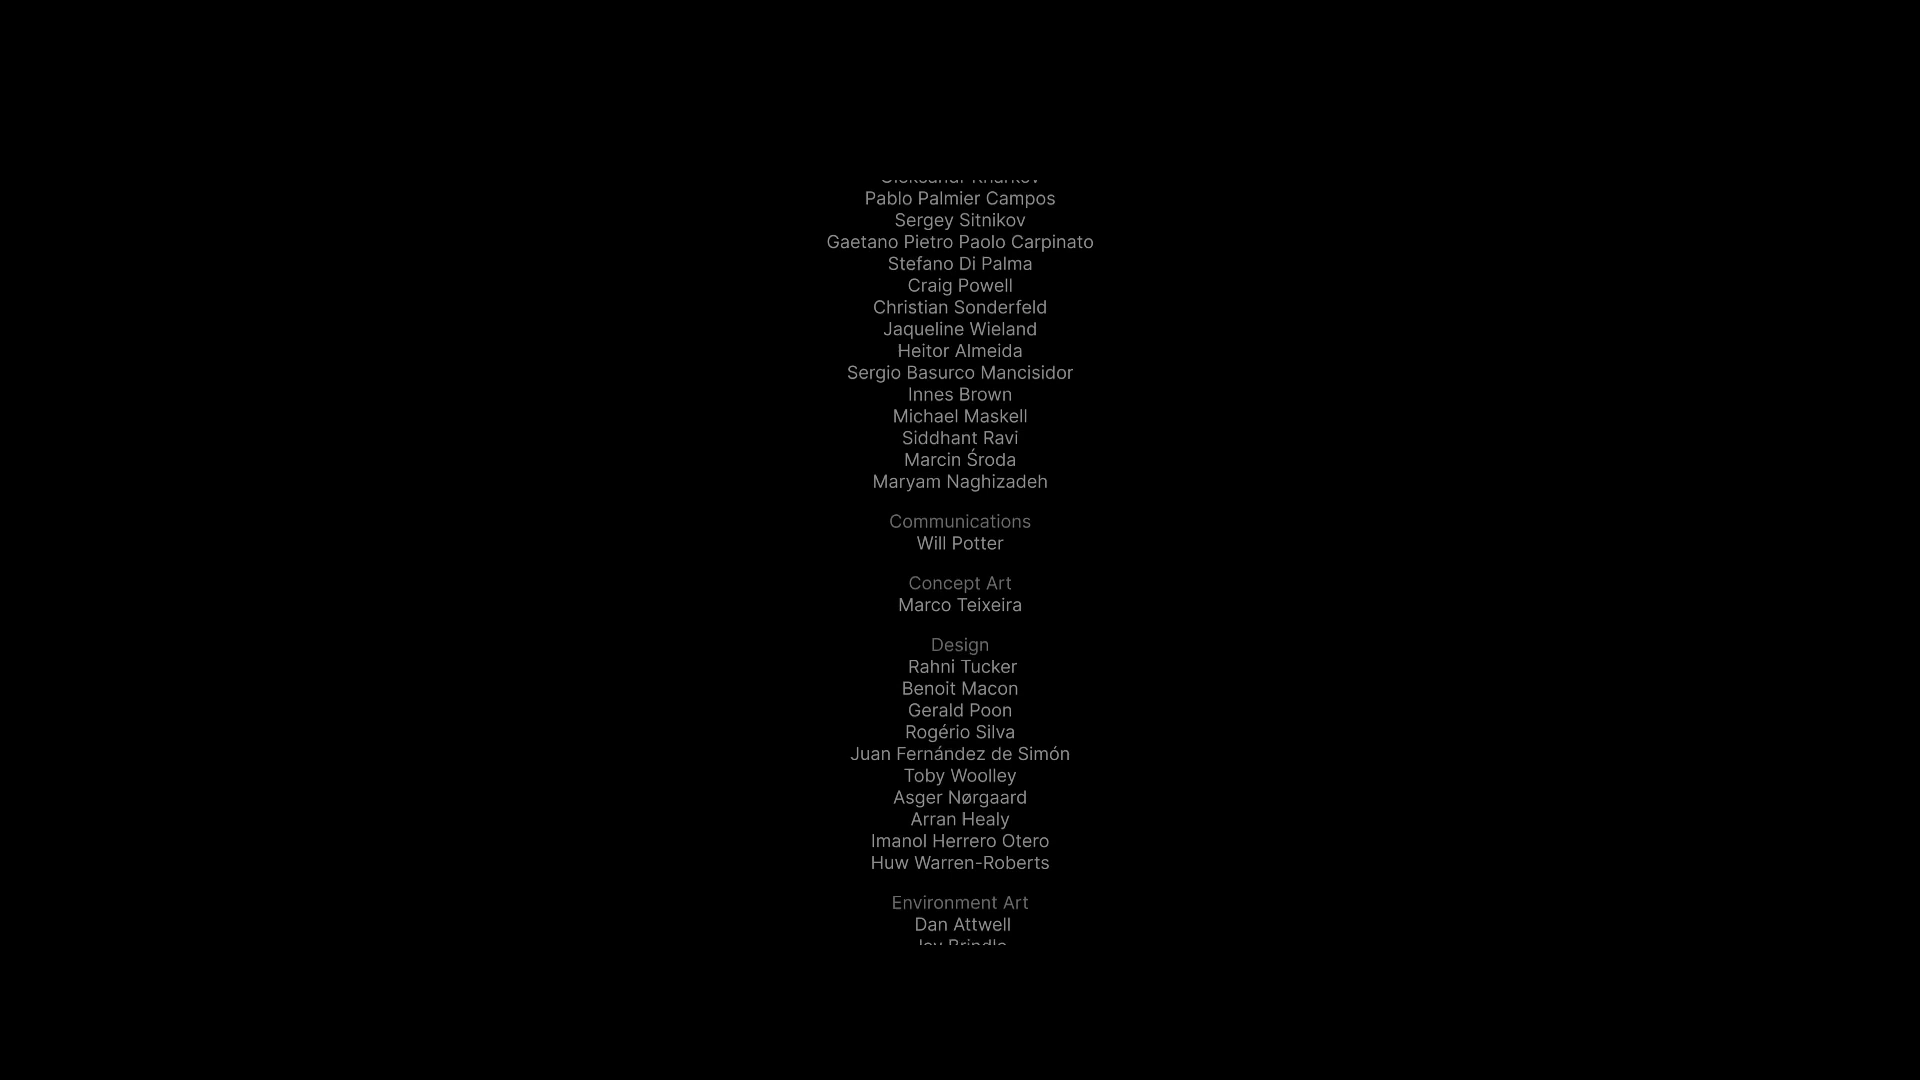 Pablo Palmier Campos
Sergey Sitnikov
Gaetano Pietro Paolo Carpinato
Stefano Di Palma
Craig Powell
Christian Sonderfeld
Jaqueline Wieland
Heitor Almeida
Sergio Basurco Mancisidor
Innes Brown
Michael Maskell
Siddhant Ravi
Marcin Środa
Maryam Naghizadeh
Communications
Will Potter
Concept Art
Marco Teixeira
Design
Rahni Tucker
Benoit Macon
Gerald Poon
Rogério Silva
Juan Fernández de Simón
Toby Woolley
Asger Nørgaard
Arran Healy
Imanol Herrero Otero
Huw Warren-Roberts
Environment Art
Dan Attwell